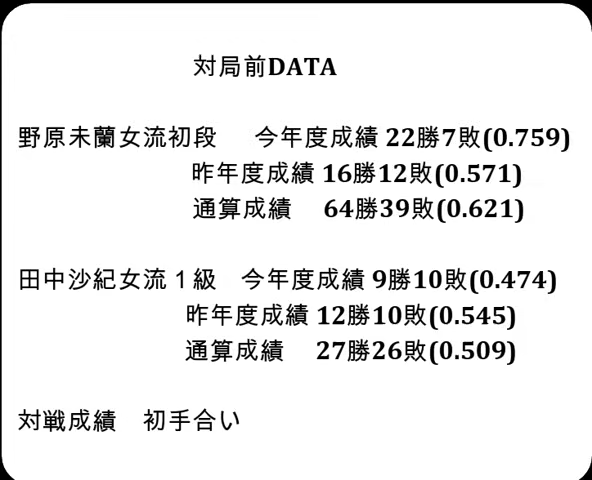 対局前DATA
野原未蘭女流初段　今年度成績 22勝7敗(0.759)
昨年度成績 16勝12敗(0.571)
通算成績　64勝39敗(0.621)
田中沙紀女流１級　今年度成績 9勝10敗(0.474)
昨年度成績 12勝10敗(0.545)
通算成績　27勝26敗(0.509)
対戦成績　初手合い